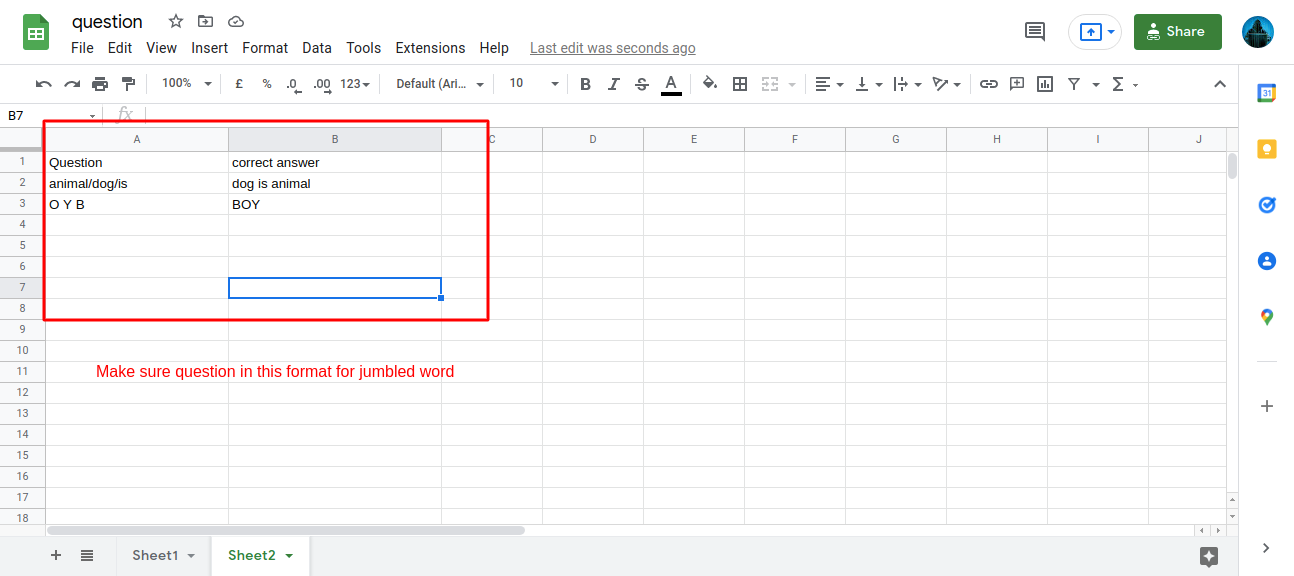 question
File Edit View Insert Format Data Tools Extensions Help Last edit was seconds ago
Share
100% £ % .0 .00 123 Default (Ari... 10 B I S A
31
B7 fx
A B C D E F G H I J
1 Question correct answer
2 animal/dog/is dog is animal
3 O Y B BOY
4
5
6
7
8
9
10
11 Make sure question in this format for jumbled word
12
13
14
15
16
17
18
Sheet1 Sheet2